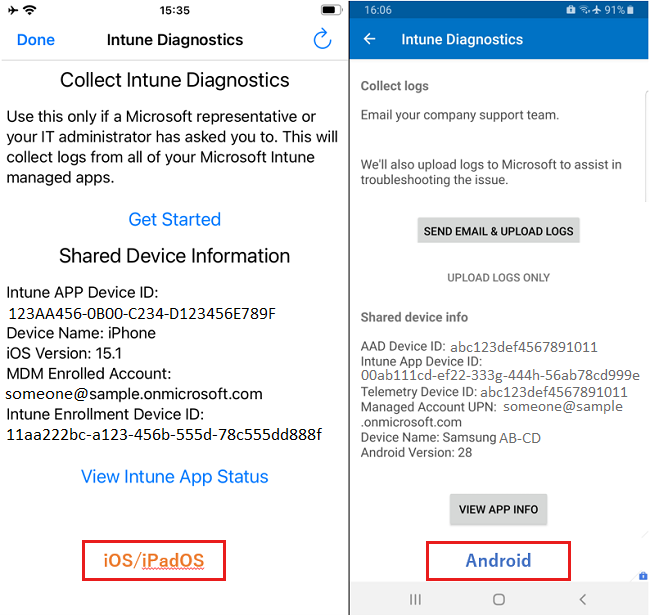 15:35
Done
Intune Diagnostics
Collect Intune Diagnostics
Use this only if a Microsoft representative or
your IT administrator has asked you to. This will
collect logs from all of your Microsoft Intune
managed apps.
Get Started
Shared Device Information
Intune APP Device ID:
123AA456-0B00-C234-D123456E789F
Device Name: iPhone
iOS Version: 15.1
MDM Enrolled Account:
someone@sample.onmicrosoft.com
Intune Enrollment Device ID:
11aa222bc-a123-456b-555d-78c555dd888f
View Intune App Status
iOS/iPadOS
16:06
91%
Intune Diagnostics
Collect logs
Email your company support team.
We'll also upload logs to Microsoft to assist in
troubleshooting the issue.
SEND EMAIL & UPLOAD LOGS
UPLOAD LOGS ONLY
Shared device info
AAD Device ID: abc123def4567891011
Intune App Device ID:
00ab111cd-ef22-333g-444h-56ab78cd999e
Telemetry Device ID: abc123def4567891011
Managed Account UPN: someone@sample
.onmicrosoft.com
Device Name: Samsung AB-CD
Android Version: 28
VIEW APP INFO
Android